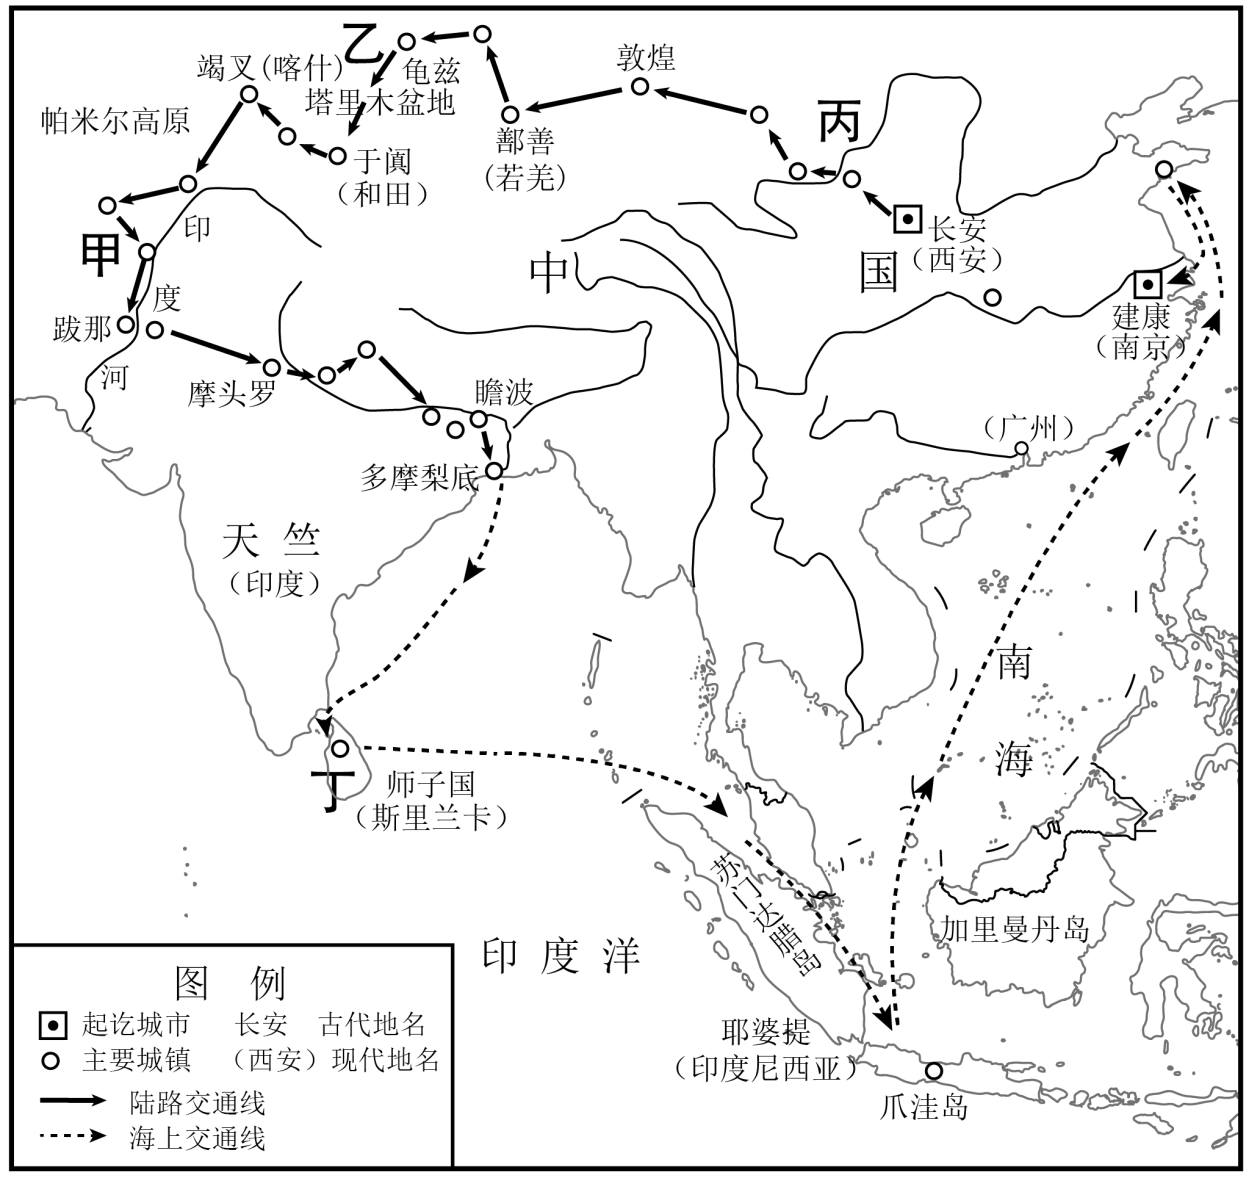 乙
敦煌
竭叉(喀什)
龟兹
塔里木盆地
丙
帕米尔高原
鄯善
(若羌)
于阗
(和田)
印
度
河
甲
长安
(西安)
中
国
建康
(南京)
跋那
摩头罗
瞻波
(广州)
多摩梨底
天竺
(印度)
南
海
丁
师子国
(斯里兰卡)
苏门达腊岛
加里曼丹岛
印度洋
耶婆提
(印度尼西亚)
爪洼岛
图 例
起讫城市 长安 古代地名
主要城镇 (西安)现代地名
陆路交通线
海上交通线